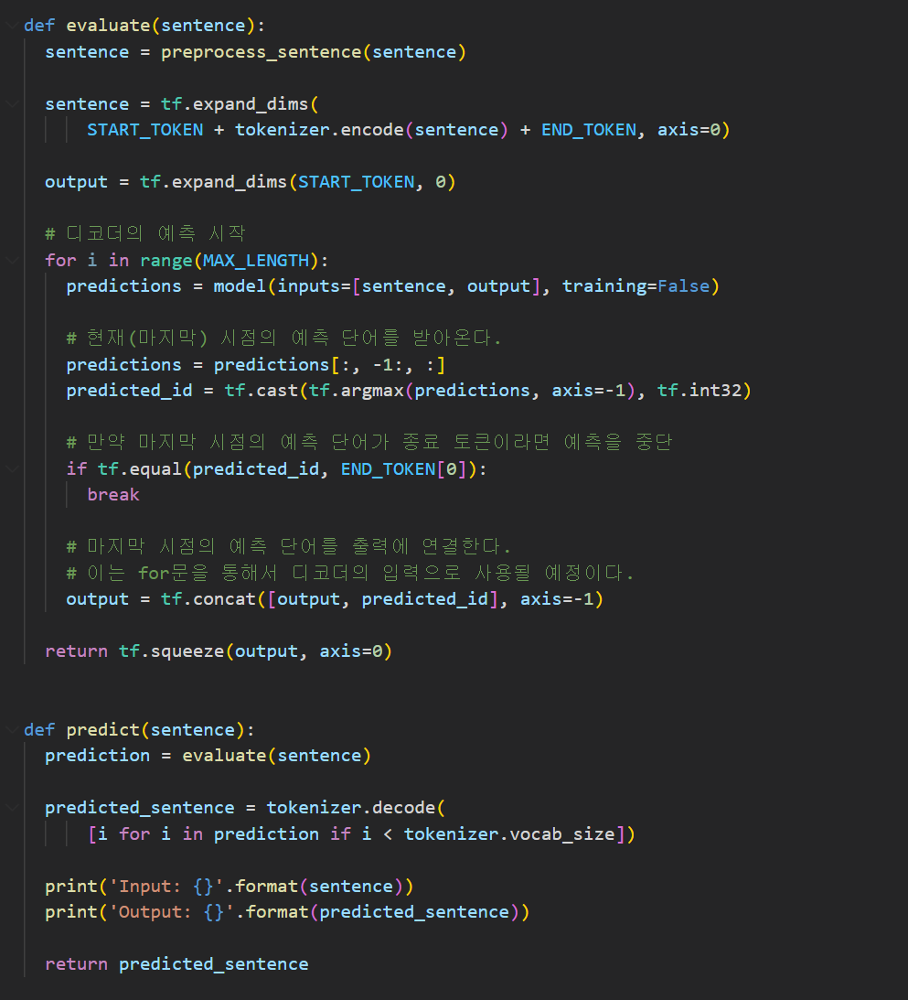 def evaluate(sentence):
  sentence = preprocess_sentence(sentence)

  sentence = tf.expand_dims(
      START_TOKEN + tokenizer.encode(sentence) + END_TOKEN, axis=0)

  output = tf.expand_dims(START_TOKEN, 0)

  # 디코더의 예측 시작
  for i in range(MAX_LENGTH):
    predictions = model(inputs=[sentence, output], training=False)

    # 현재(마지막) 시점의 예측 단어를 받아온다.
    predictions = predictions[:, -1:, :]
    predicted_id = tf.cast(tf.argmax(predictions, axis=-1), tf.int32)

    # 만약 마지막 시점의 예측 단어가 종료 토큰이라면 예측을 중단
    if tf.equal(predicted_id, END_TOKEN[0]):
      break

    # 마지막 시점의 예측 단어를 출력에 연결한다.
    # 이는 for문을 통해서 디코더의 입력으로 사용될 예정이다.
    output = tf.concat([output, predicted_id], axis=-1)

  return tf.squeeze(output, axis=0)


def predict(sentence):
  prediction = evaluate(sentence)

  predicted_sentence = tokenizer.decode(
      [i for i in prediction if i < tokenizer.vocab_size])

  print('Input: {}'.format(sentence))
  print('Output: {}'.format(predicted_sentence))

  return predicted_sentence